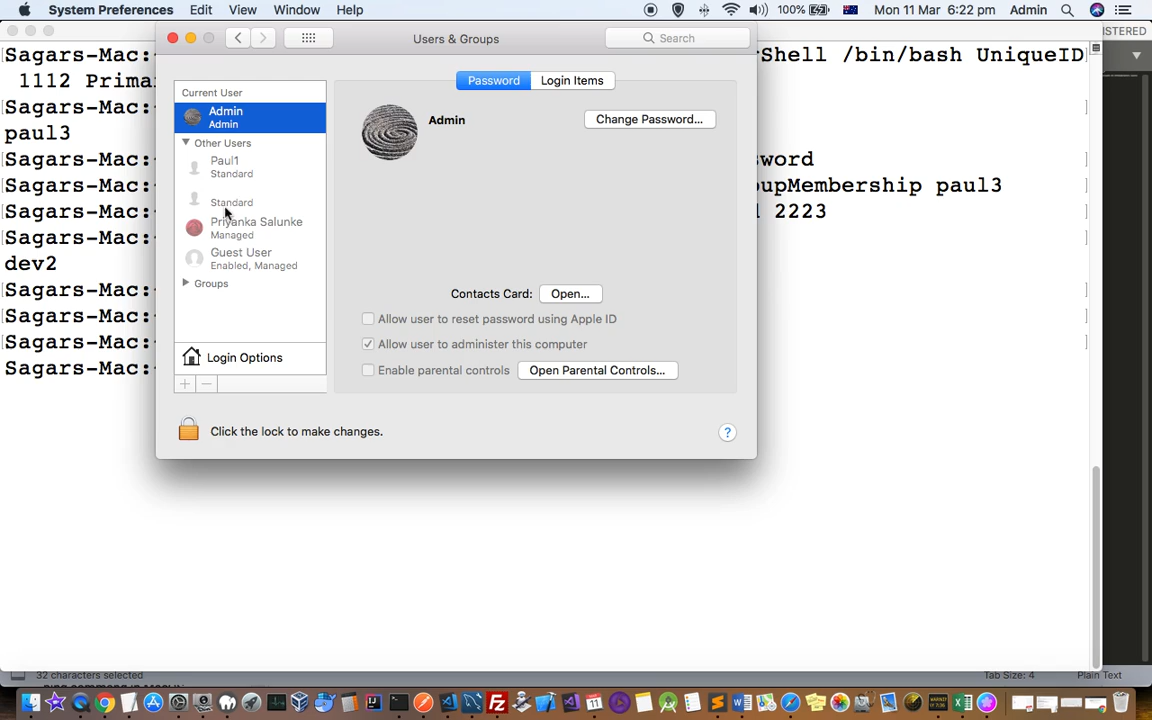 System Preferences Edit View Window Help 100% Mon 11 Mar 6:22 pm Admin
Users & Groups
Search
ISTERED
Sagars-Mac:
rShell /bin/bash UniqueID
1112 Prima
Sagars-Mac:
paul3
Sagars-Mac:
sword
Sagars-Mac:
oupMembership paul3
Sagars-Mac:
2223
Sagars-Mac:
dev2
Sagars-Mac:
Sagars-Mac:
Sagars-Mac:
Sagars-Mac:
Current User
Admin
Admin
Other Users
Paul1
Standard
Standard
Priyanka Salunke
Managed
Guest User
Enabled, Managed
Groups
Login Options
+ −
Password Login Items
Admin
Change Password...
Contacts Card: Open...
Allow user to reset password using Apple ID
Allow user to administer this computer
Enable parental controls Open Parental Controls...
Click the lock to make changes.
?
32 characters selected
Tab Size: 4 Plain Text